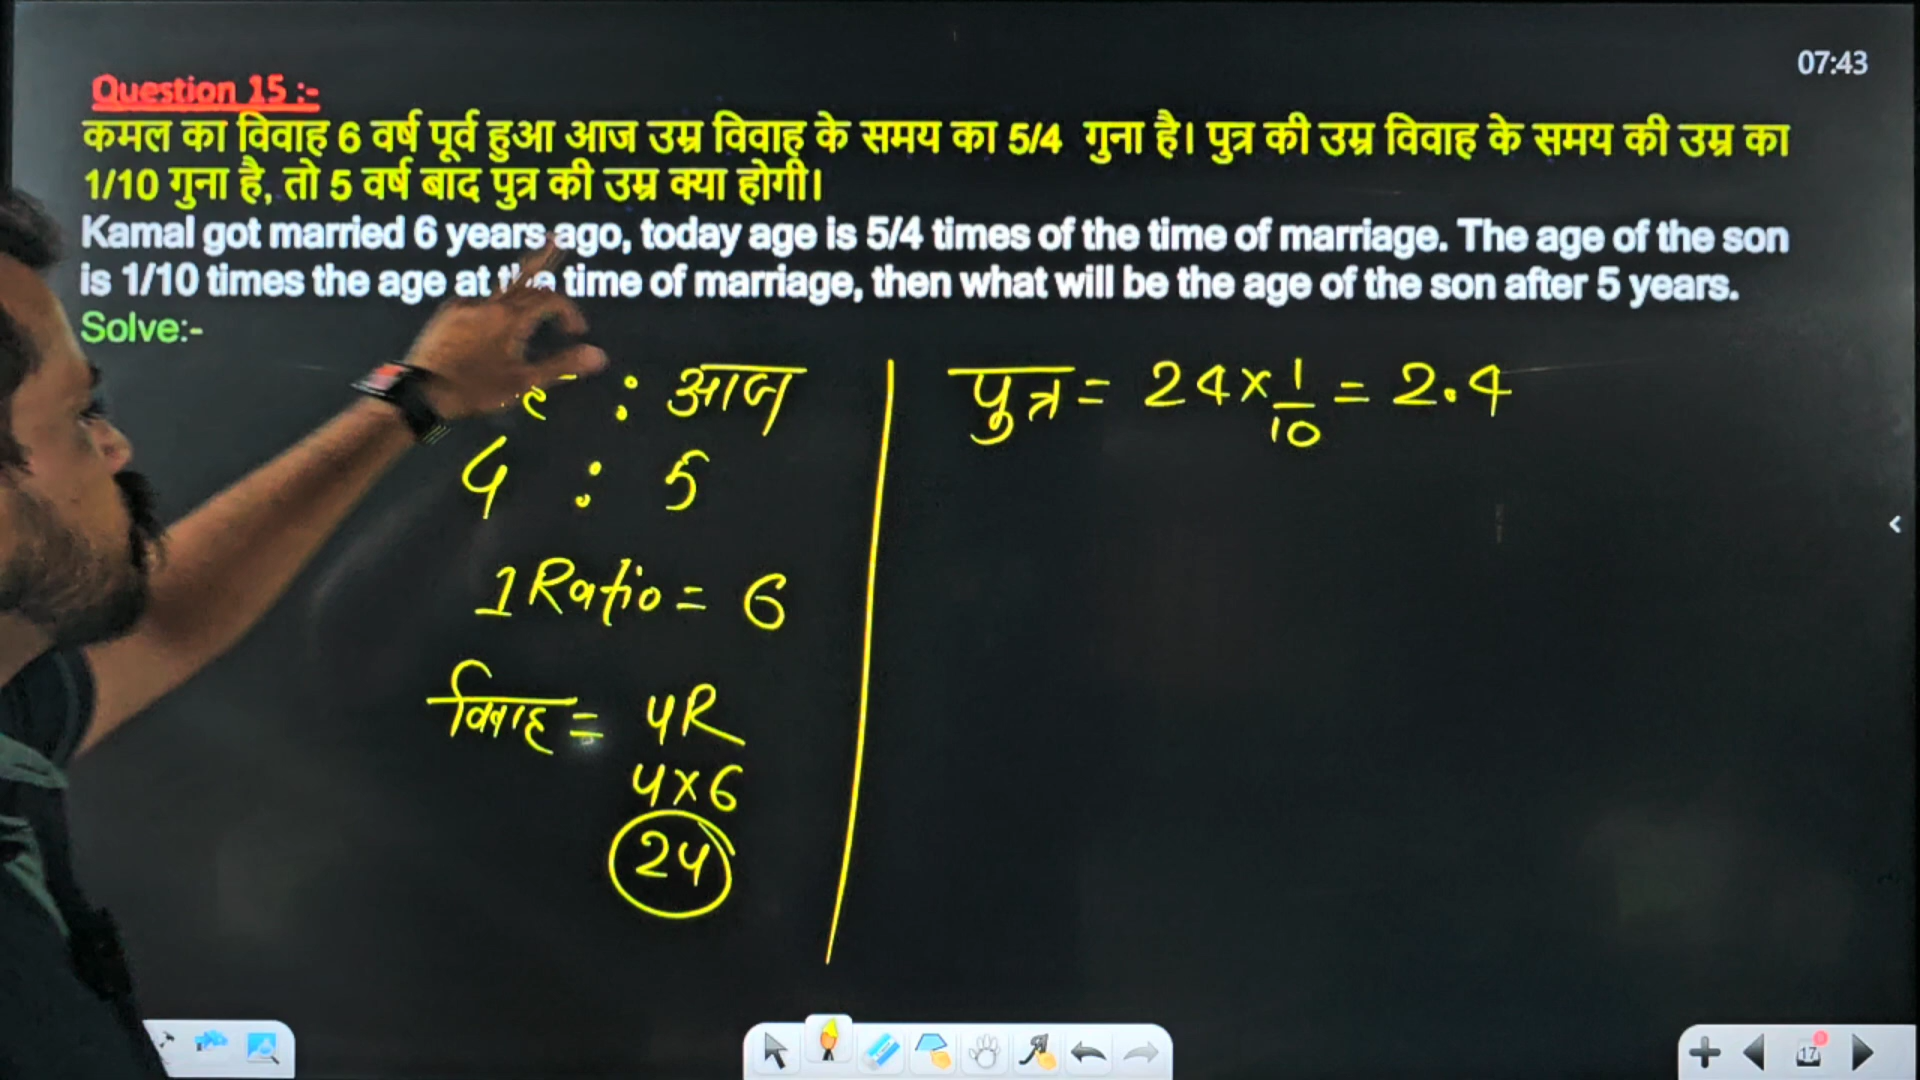 07:43
Question 15 :-
कमल का विवाह 6 वर्ष पूर्व हुआ आज उम्र विवाह के समय का 5/4 गुना है। पुत्र की उम्र विवाह के समय की उम्र का
1/10 गुना है, तो 5 वर्ष बाद पुत्र की उम्र क्या होगी।
Kamal got married 6 years ago, today age is 5/4 times of the time of marriage. The age of the son
is 1/10 times the age at the time of marriage, then what will be the age of the son after 5 years.
Solve:-
: आज
4 : 5
1 Ratio = 6
विवाह = 4R
4×6
24
पुत्र = 24 × 1/10 = 2.4
17